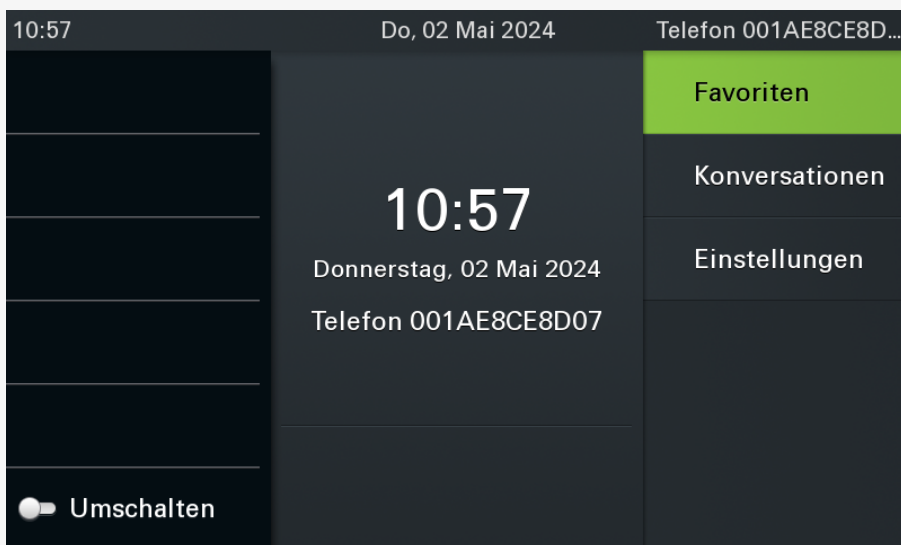 10:57 Do, 02 Mai 2024 Telefon 001AE8CE8D...
Favoriten
Konversationen
Einstellungen
10:57
Donnerstag, 02 Mai 2024
Telefon 001AE8CE8D07
Umschalten